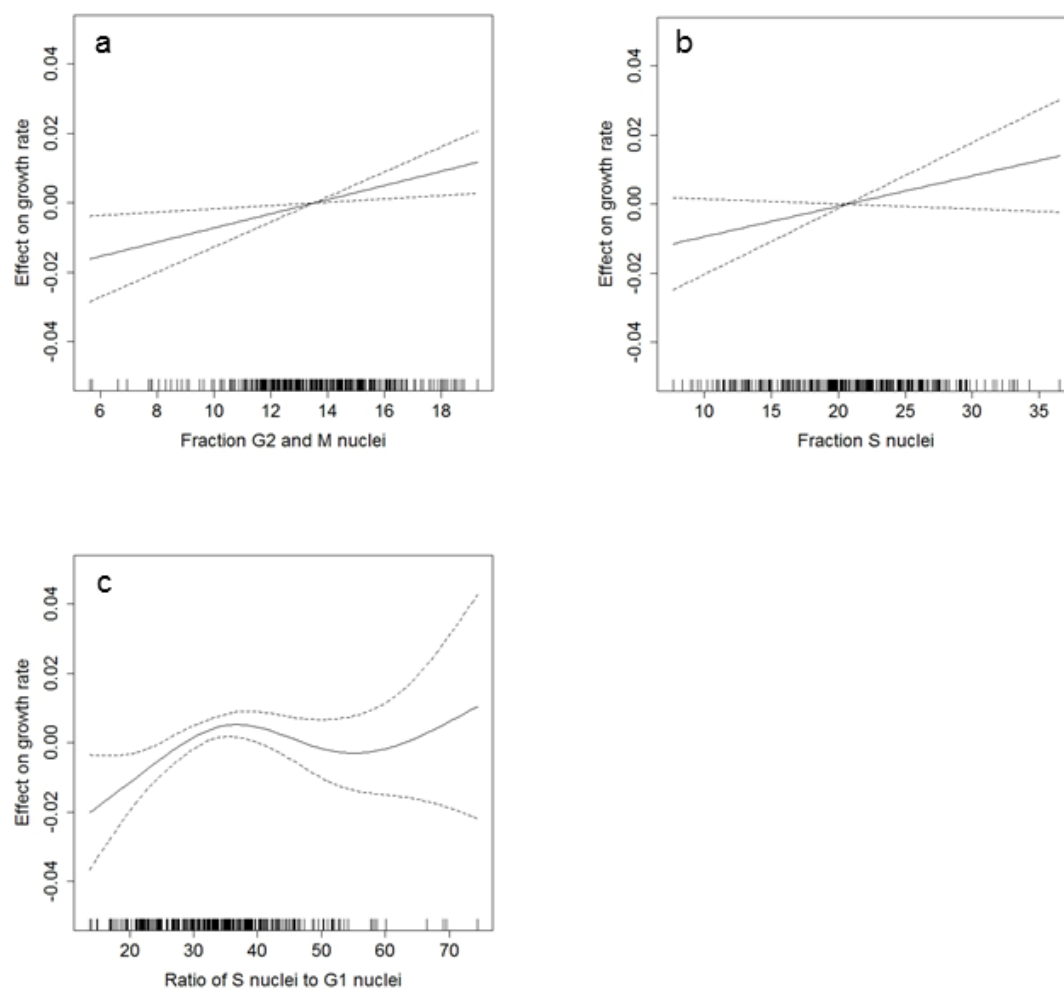 a
Effect on growth rate
0.04
0.02
0.00
-0.02
-0.04
6 8 10 12 14 16 18
Fraction G2 and M nuclei
b
Effect on growth rate
0.04
0.02
0.00
-0.02
-0.04
10 15 20 25 30 35
Fraction S nuclei
c
Effect on growth rate
0.04
0.02
0.00
-0.02
-0.04
20 30 40 50 60 70
Ratio of S nuclei to G1 nuclei